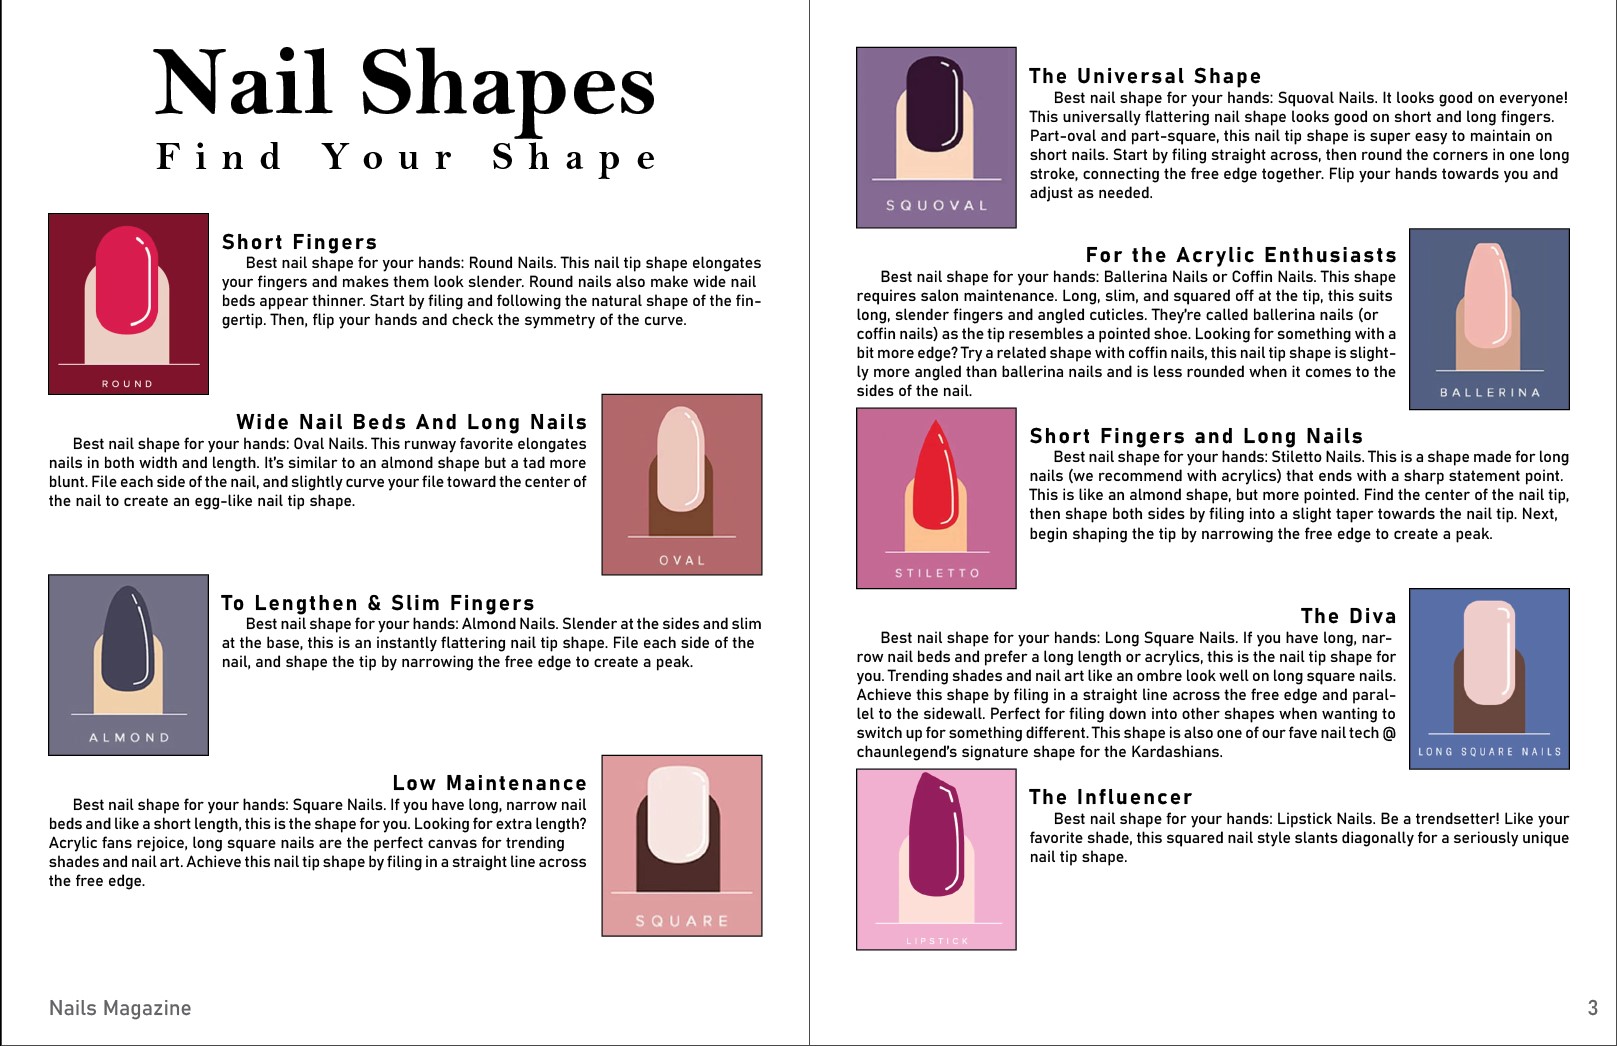 Nail Shapes
Find Your Shape
ROUND
Short Fingers
Best nail shape for your hands: Round Nails. This nail tip shape elongates
your fingers and makes them look slender. Round nails also make wide nail
beds appear thinner. Start by filing and following the natural shape of the fin-
gertip. Then, flip your hands and check the symmetry of the curve.
Wide Nail Beds And Long Nails
Best nail shape for your hands: Oval Nails. This runway favorite elongates
nails in both width and length. It's similar to an almond shape but a tad more
blunt. File each side of the nail, and slightly curve your file toward the center of
the nail to create an egg-like nail tip shape.
OVAL
ALMOND
To Lengthen & Slim Fingers
Best nail shape for your hands: Almond Nails. Slender at the sides and slim
at the base, this is an instantly flattering nail tip shape. File each side of the
nail, and shape the tip by narrowing the free edge to create a peak.
Low Maintenance
Best nail shape for your hands: Square Nails. If you have long, narrow nail
beds and like a short length, this is the shape for you. Looking for extra length?
Acrylic fans rejoice, long square nails are the perfect canvas for trending
shades and nail art. Achieve this nail tip shape by filing in a straight line across
the free edge.
SQUARE
Nails Magazine
SQUOVAL
The Universal Shape
Best nail shape for your hands: Squoval Nails. It looks good on everyone!
This universally flattering nail shape looks good on short and long fingers.
Part-oval and part-square, this nail tip shape is super easy to maintain on
short nails. Start by filing straight across, then round the corners in one long
stroke, connecting the free edge together. Flip your hands towards you and
adjust as needed.
For the Acrylic Enthusiasts
Best nail shape for your hands: Ballerina Nails or Coffin Nails. This shape
requires salon maintenance. Long, slim, and squared off at the tip, this suits
long, slender fingers and angled cuticles. They're called ballerina nails (or
coffin nails) as the tip resembles a pointed shoe. Looking for something with a
bit more edge? Try a related shape with coffin nails, this nail tip shape is slight-
ly more angled than ballerina nails and is less rounded when it comes to the
sides of the nail.
BALLERINA
STILETTO
Short Fingers and Long Nails
Best nail shape for your hands: Stiletto Nails. This is a shape made for long
nails (we recommend with acrylics) that ends with a sharp statement point.
This is like an almond shape, but more pointed. Find the center of the nail tip,
then shape both sides by filing into a slight taper towards the nail tip. Next,
begin shaping the tip by narrowing the free edge to create a peak.
The Diva
Best nail shape for your hands: Long Square Nails. If you have long, nar-
row nail beds and prefer a long length or acrylics, this is the nail tip shape for
you. Trending shades and nail art like an ombre look well on long square nails.
Achieve this shape by filing in a straight line across the free edge and paral-
lel to the sidewall. Perfect for filing down into other shapes when wanting to
switch up for something different. This shape is also one of our fave nail tech @
chaunlegend's signature shape for the Kardashians.
LONG SQUARE NAILS
LIPSTICK
The Influencer
Best nail shape for your hands: Lipstick Nails. Be a trendsetter! Like your
favorite shade, this squared nail style slants diagonally for a seriously unique
nail tip shape.
3